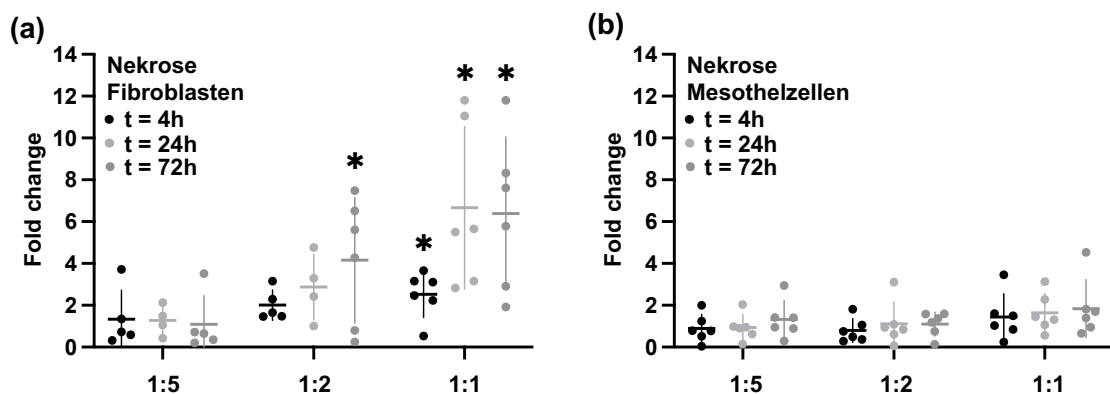 (a)
Nekrose
Fibroblasten
t = 4h
t = 24h
t = 72h
Fold change
14
12
10
8
6
4
2
0
* * * *
1:5 1:2 1:1
(b)
Nekrose
Mesothelzellen
t = 4h
t = 24h
t = 72h
Fold change
14
12
10
8
6
4
2
0
1:5 1:2 1:1